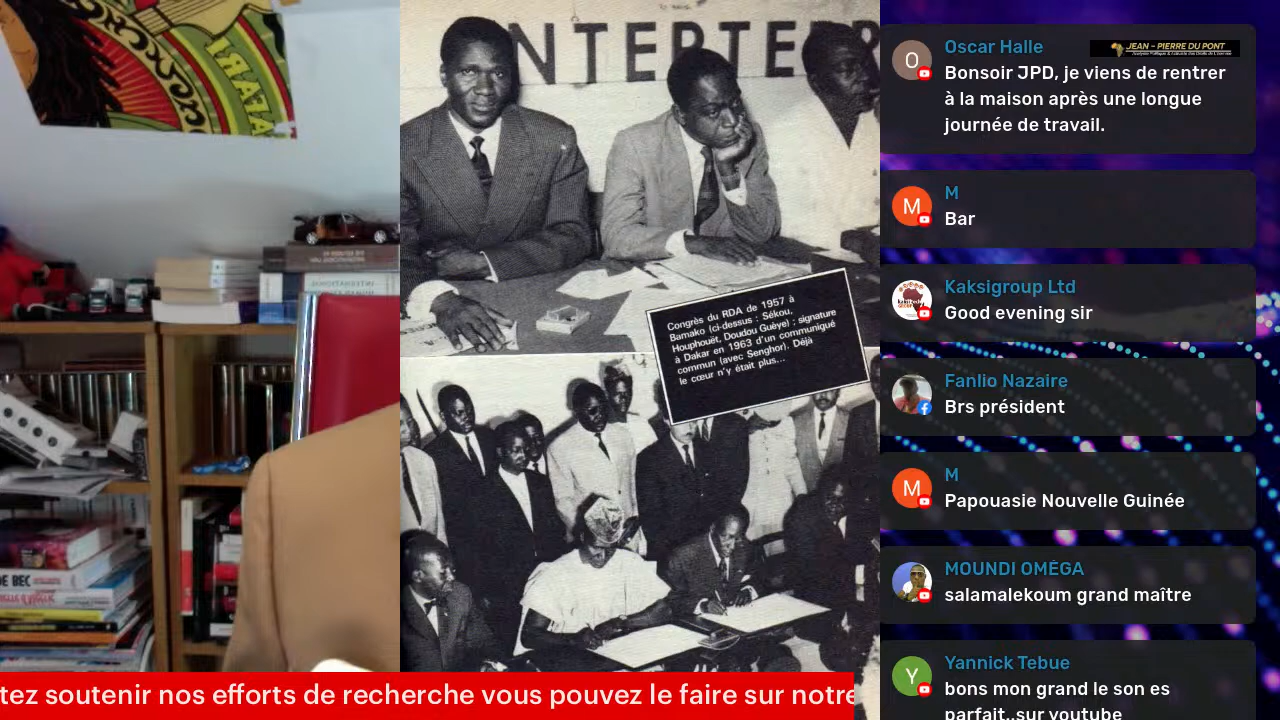 INTERTERR
Congrès du RDA de 1957 à
Bamako (ci-dessus : Sékou,
Houphouët, Doudou Guèye) ; signature
à Dakar en 1963 d'un communiqué
commun (avec Senghor). Déjà
le cœur n'y était plus...
DE BEC
tez soutenir nos efforts de recherche vous pouvez le faire sur notre
JEAN - PIERRE DU PONT
Oscar Halle
Bonsoir JPD, je viens de rentrer
à la maison après une longue
journée de travail.
M
Bar
Kaksigroup Ltd
Good evening sir
Fanlio Nazaire
Brs président
M
Papouasie Nouvelle Guinée
MOUNDI OMÉGA
salamalekoum grand maître
Yannick Tebue
bons mon grand le son es
parfait..sur youtube